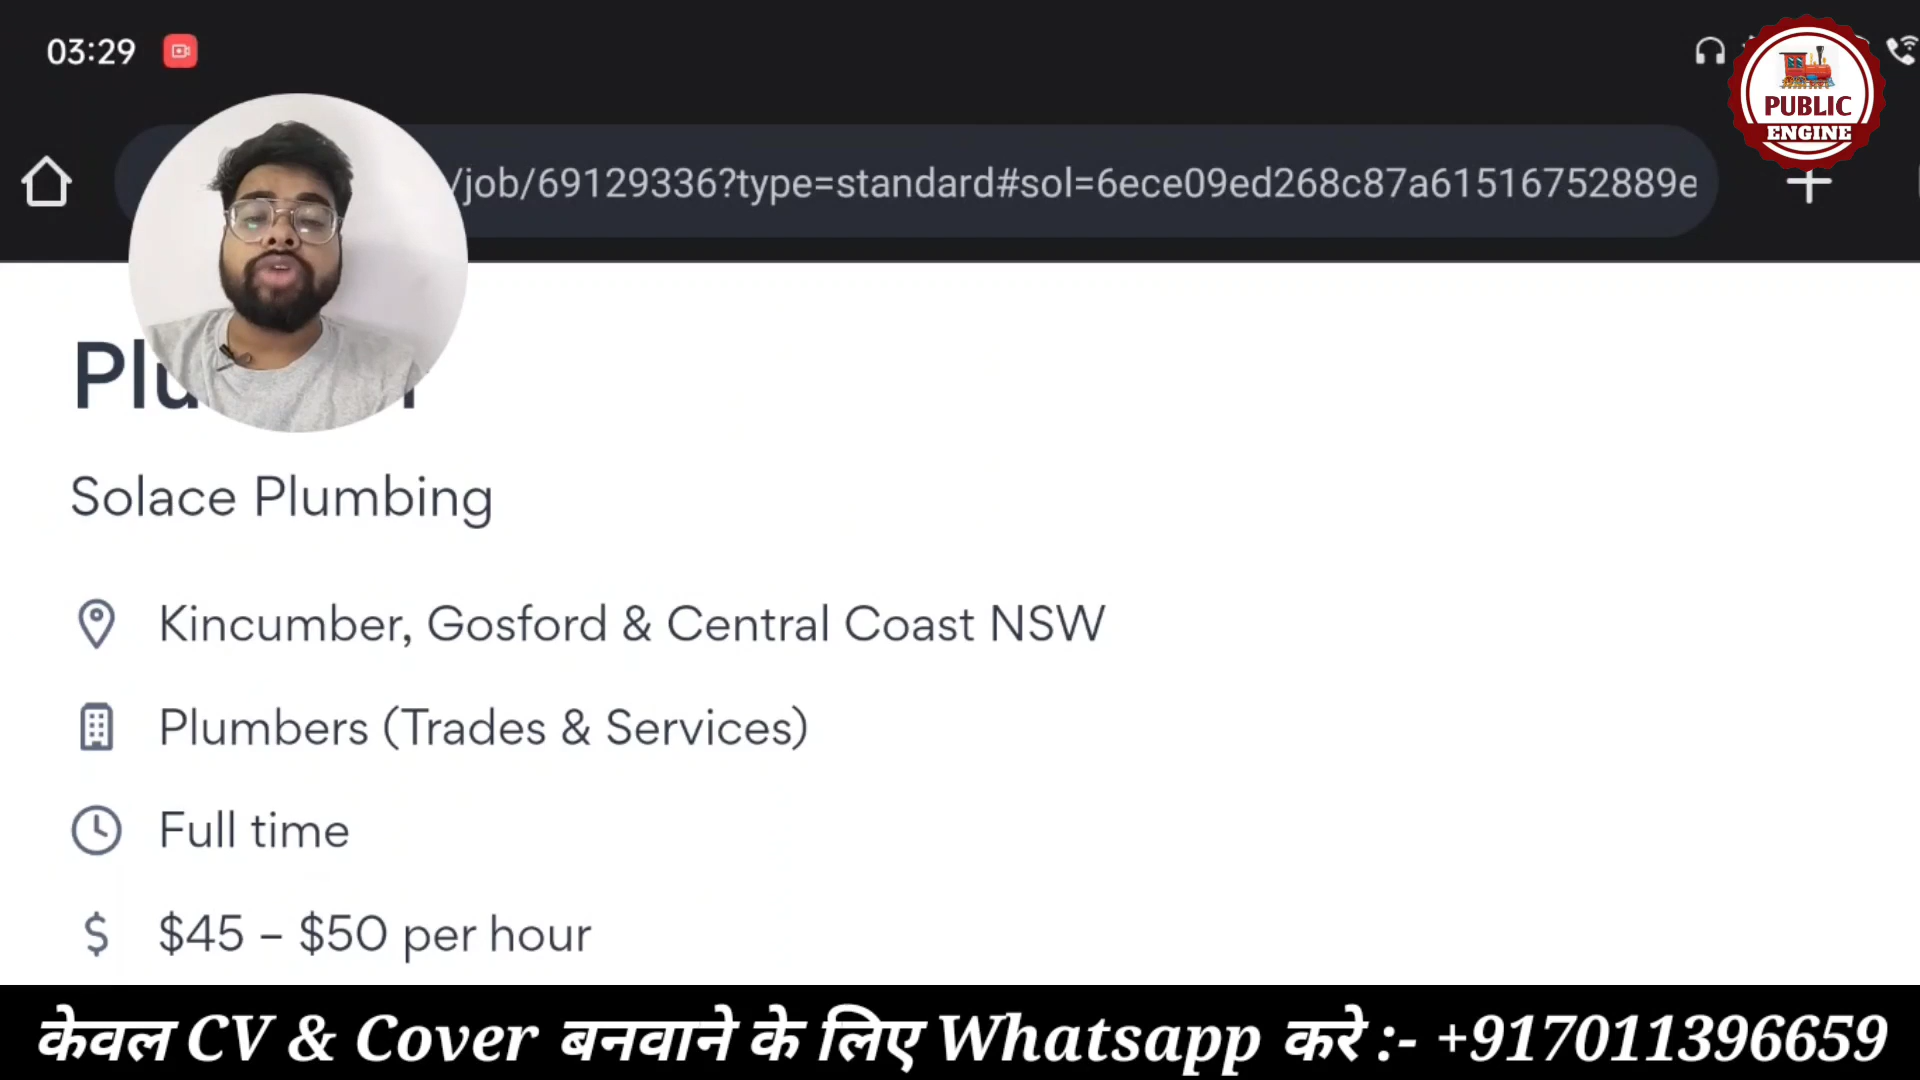 03:29
PUBLIC
ENGINE
/job/69129336?type=standard#sol=6ece09ed268c87a61516752889e
Solace Plumbing
Kincumber, Gosford & Central Coast NSW
Plumbers (Trades & Services)
Full time
$45 – $50 per hour
केवल CV & Cover बनवाने के लिए Whatsapp करे :- +917011396659